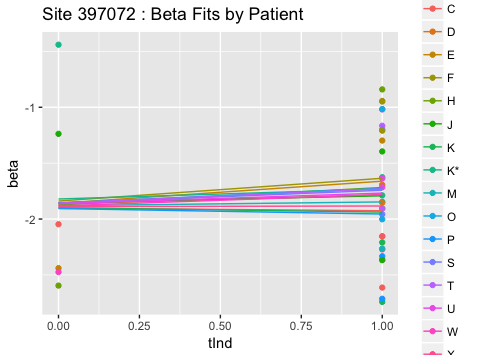 Site 397072 : Beta Fits by Patient
beta
-1
-2
0.00 0.25 0.50 0.75 1.00
tInd
C
D
E
F
H
J
K
K*
M
O
P
S
T
U
W